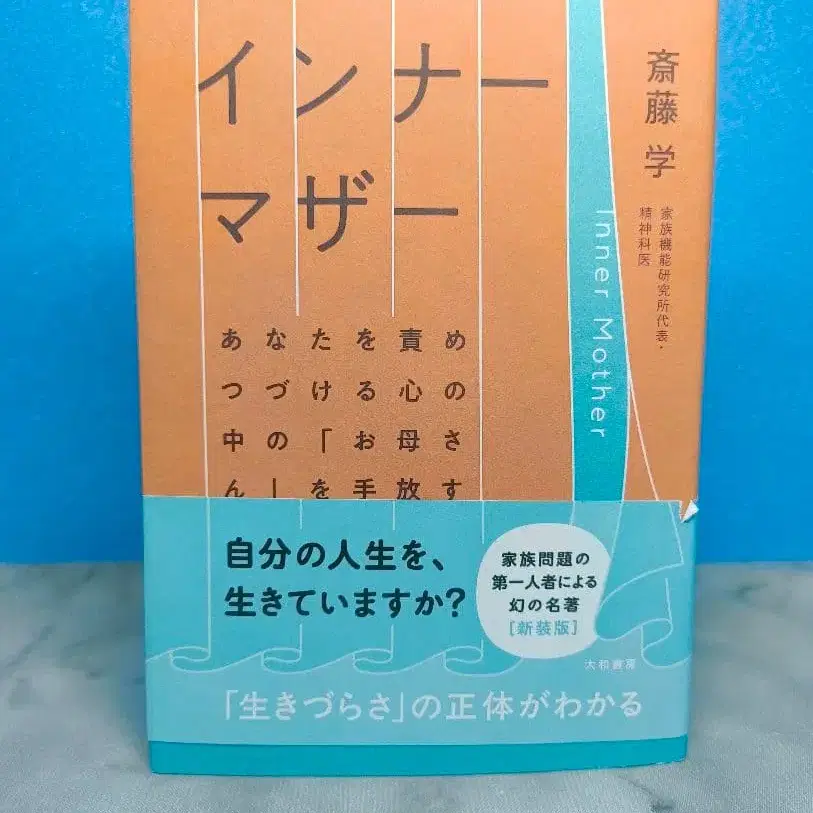 インナー
マザー
斎藤 学
家族機能研究所代表・
精神科医
Inner Mother
あなたを責め
つづける心の
中の「お母さ
ん」を手放す
自分の人生を、
生きていますか?
家族問題の
第一人者による
幻の名著
[新装版]
大和書房
「生きづらさ」の正体がわかる